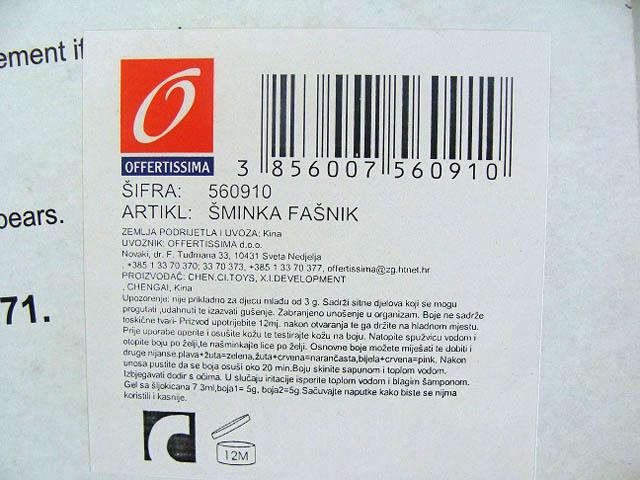 ement if
pears.
71.
O
OFFERTISSIMA
3 856007 560910
ŠIFRA: 560910
ARTIKL: ŠMINKA FAŠNIK
ZEMLJA PODRIJETLA I UVOZA: Kina
UVOZNIK: OFFERTISSIMA d.o.o.
Novaki, dr. F. Tuđmana 33, 10431 Sveta Nedjelja
, +385 1 33 70 370; 33 70 373, +385 1 33 70 377, offertissima@zg.htnet.hr
PROIZVOĐAČ: CHEN.CI.TOYS, X.I.DEVELOPMENT
, CHENGAI, Kina
Upozorenje: nije prikladno za djecu mlađu od 3 g. Sadrži sitne djelova koji se mogu
progutati ,udahnuti te izazvati gušenje. Zabranjeno unošenje u organizam. Boje ne sadrže
toskične tvari- Prizvod upotrijebite 12mj. nakon otvaranja te ga držite na hladnom mjestu.
Prije uporabe operite i osušite kožu te testirajte kožu na boju. Natopite spužvicu vodom i
otopite boju po želji,te našminkajte lice po želji. Osnovne boje možete miješati te dobiti i
druge nijanse.plava+žuta=zelena,žuta+crvena=narančasta,bijela+crvena=pink. Nakon
unosa pustite da se boja osuši oko 20 min.Boju skinite sapunom i toplom vodom.
Izbjegavati dodir s očima. U slučaju iritacije isperite toplom vodom i blagim šamponom.
Gel sa šljokicana 7.3ml,boja1= 5g, boja2=5g.Sačuvajte naputke kako biste se njima
koristili i kasnije.
12M